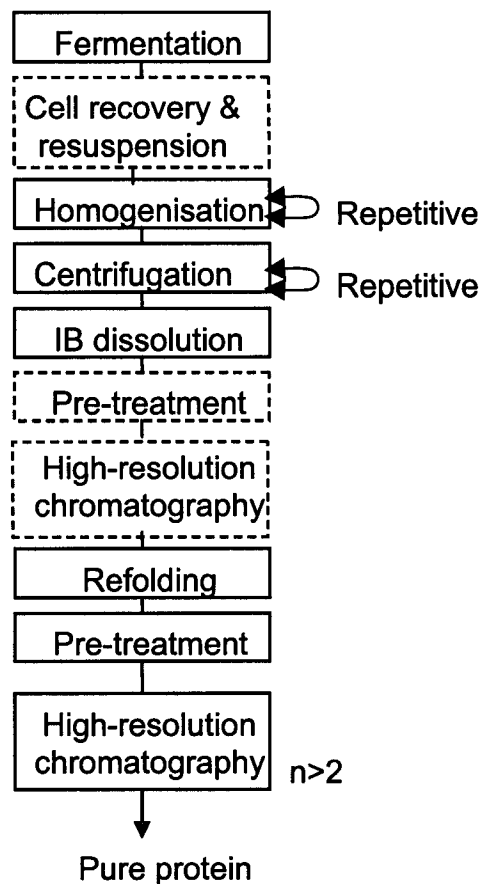 Fermentation
Cell recovery &
resuspension
Homogenisation
Repetitive
Centrifugation
Repetitive
IB dissolution
Pre-treatment
High-resolution
chromatography
Refolding
Pre-treatment
High-resolution
chromatography
n>2
Pure protein